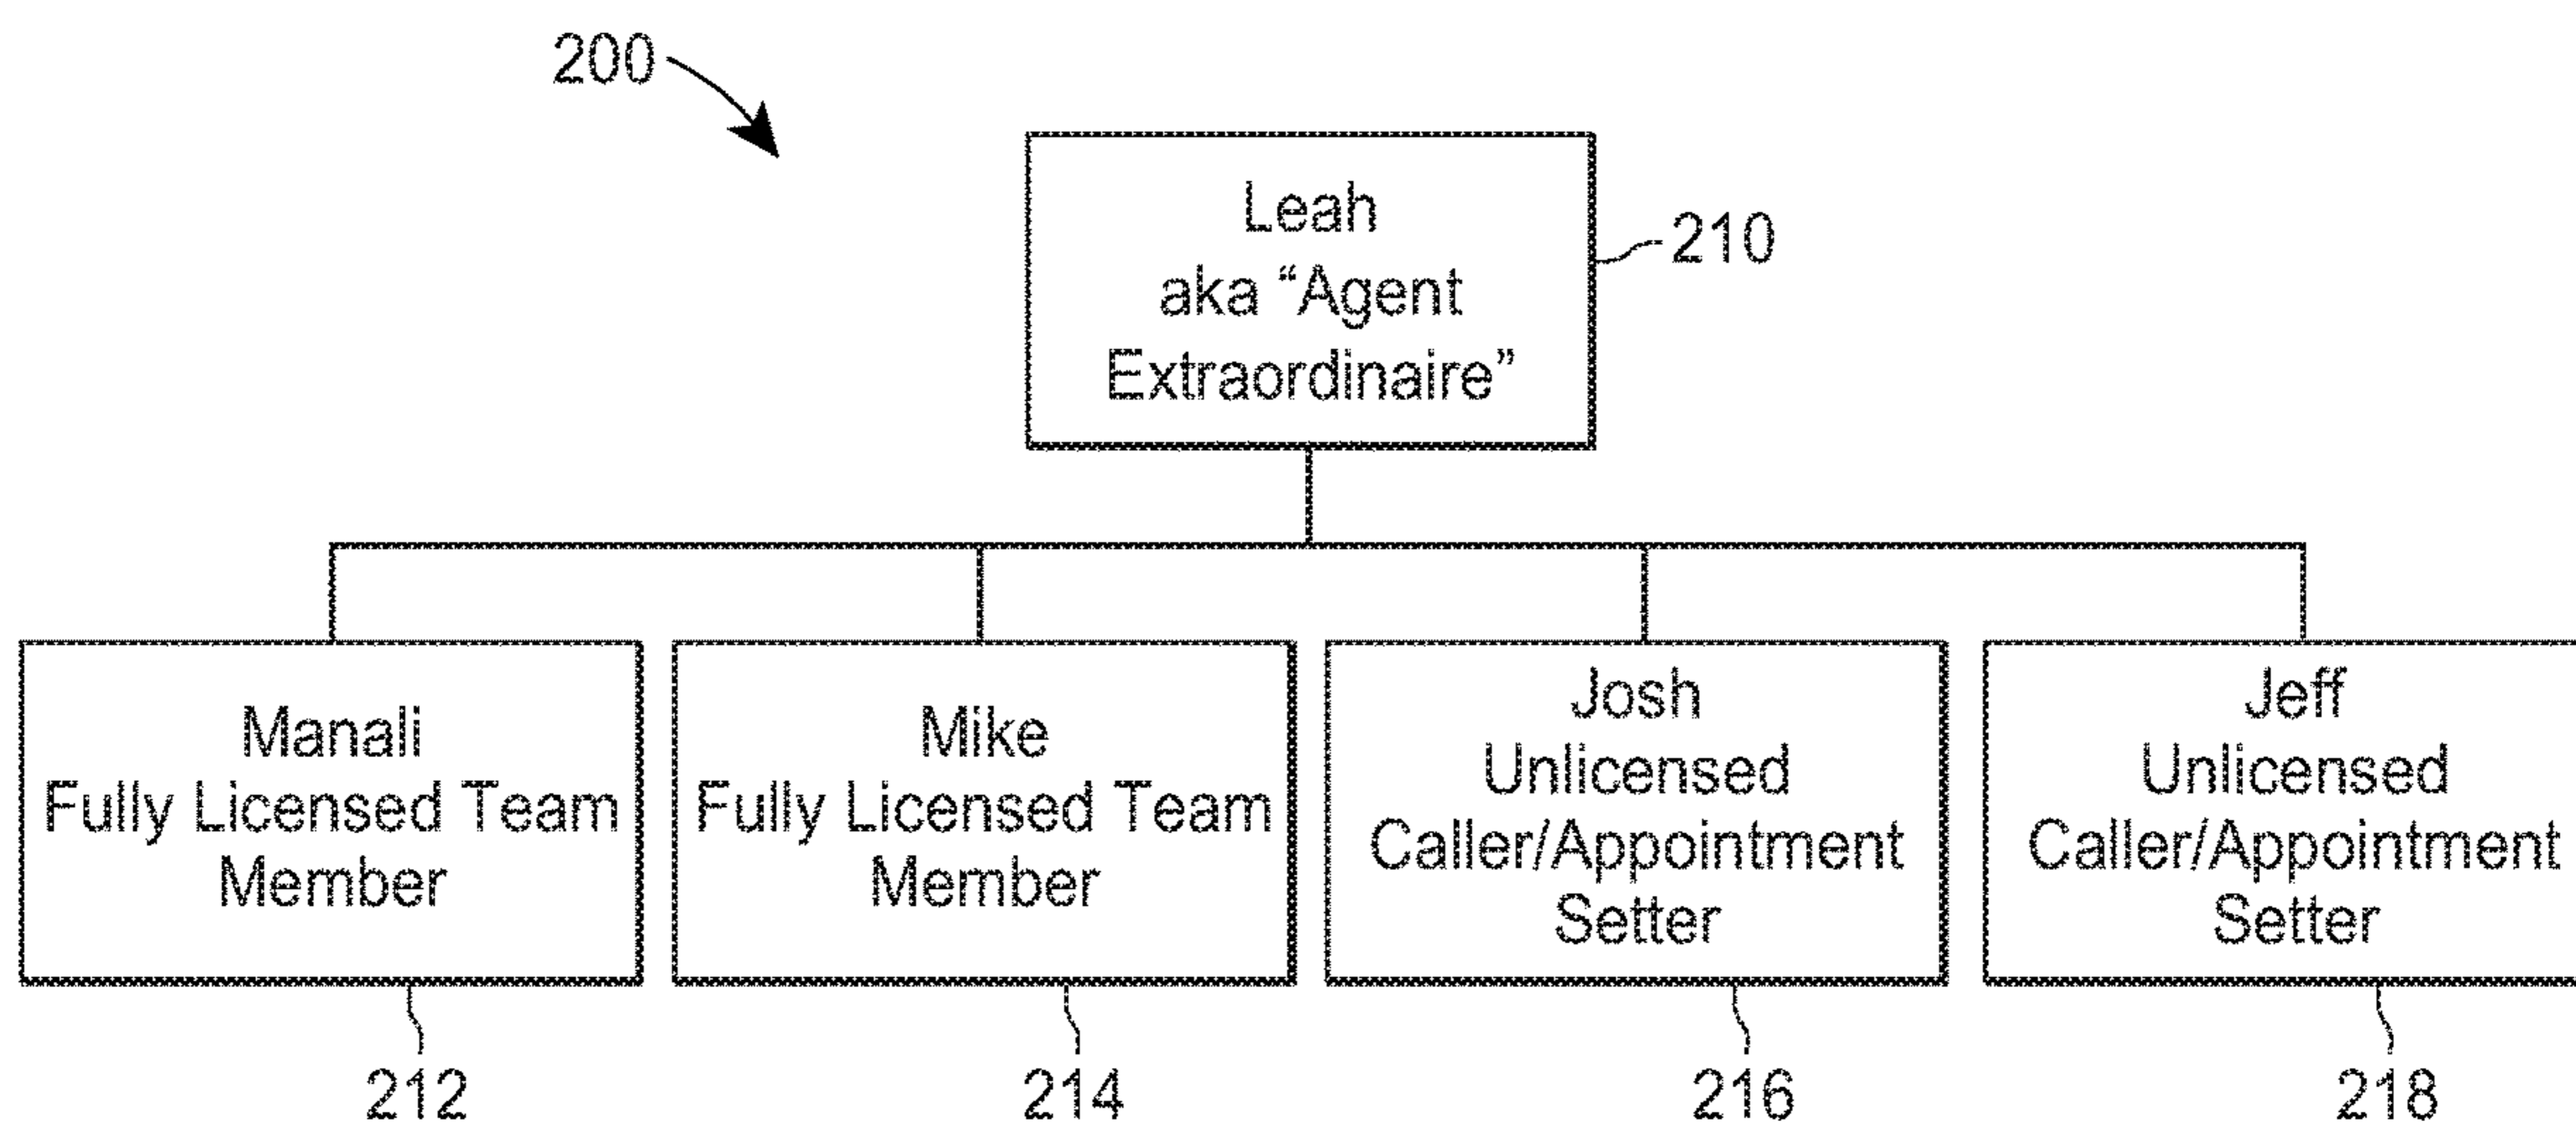 200
Leah
aka “Agent
Extraordinaire”
210
Manali
Fully Licensed Team
Member
Mike
Fully Licensed Team
Member
Josh
Unlicensed
Caller/Appointment
Setter
Jeff
Unlicensed
Caller/Appointment
Setter
212
214
216
218